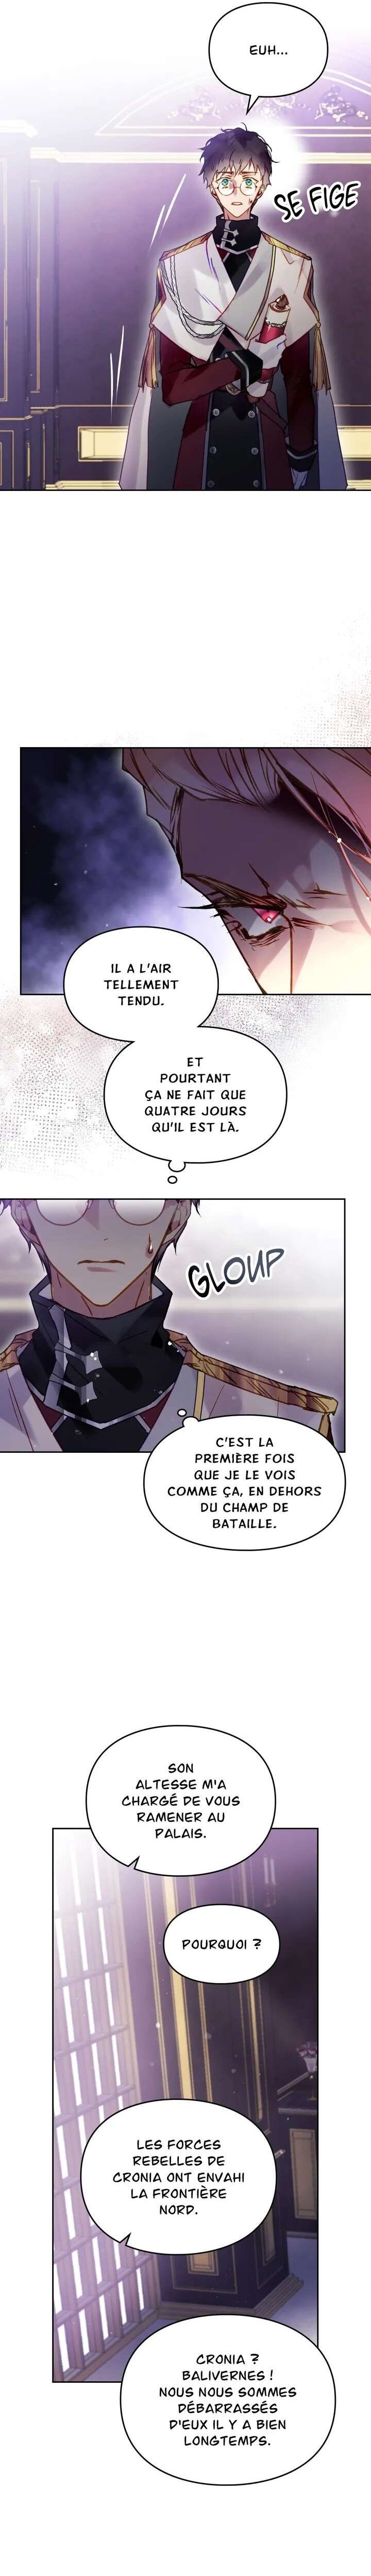 EUH...
SE FIGE
IL A L'AIR
TELLEMENT
TENDU.
ET
POURTANT
ÇA NE FAIT QUE
QUATRE JOURS
QU'IL EST LÀ.
GLOUP
C'EST LA
PREMIÈRE FOIS
QUE JE LE VOIS
COMME ÇA, EN DEHORS
DU CHAMP DE
BATAILLE.
SON
ALTESSE M'A
CHARGÉ DE VOUS
RAMENER AU
PALAIS.
POURQUOI ?
LES FORCES
REBELLES DE
CRONIA ONT ENVAHI
LA FRONTIÈRE
NORD.
CRONIA ?
BALIVERNES !
NOUS NOUS SOMMES
DÉBARRASSÉS
D'EUX IL Y A BIEN
LONGTEMPS.